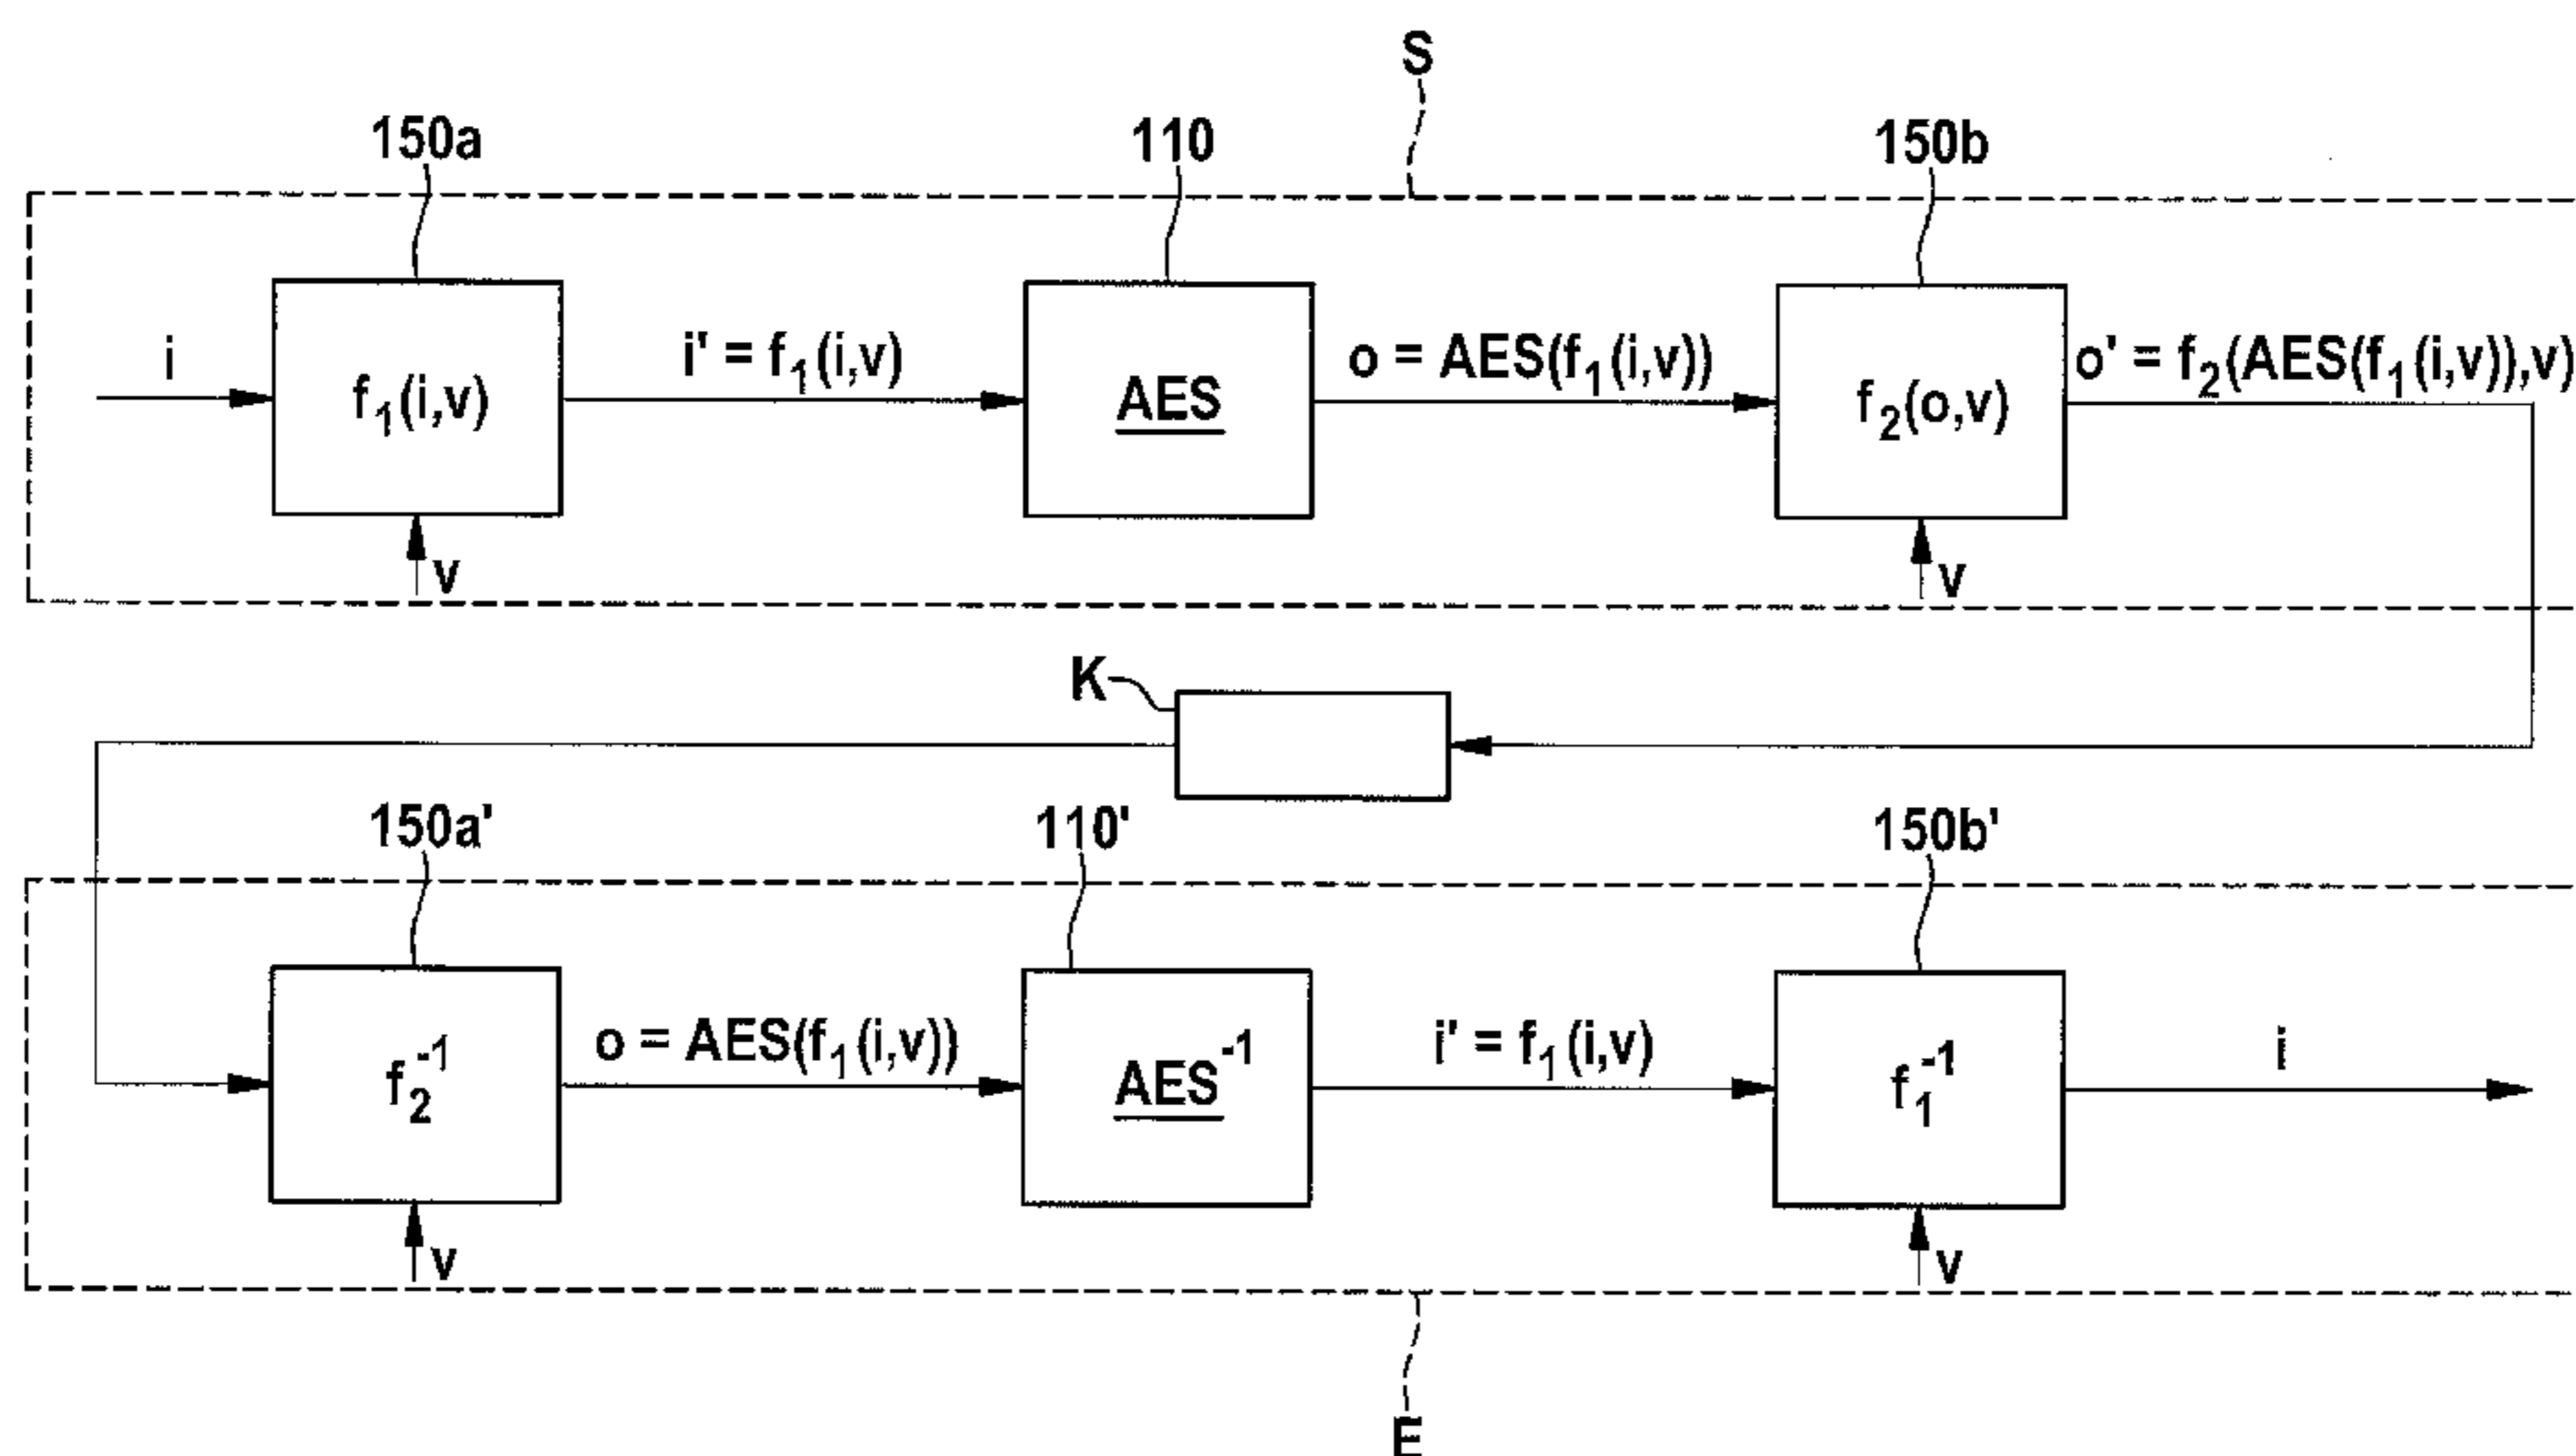 S
150a
110
150b
i
f₁(i,v)
i' = f₁(i,v)
AES
o = AES(f₁(i,v))
f₂(o,v)
o' = f₂(AES(f₁(i,v)),v)
v
v
K
150a'
110'
150b'
f₂⁻¹
o = AES(f₁(i,v))
AES⁻¹
i' = f₁(i,v)
f₁⁻¹
i
v
v
E